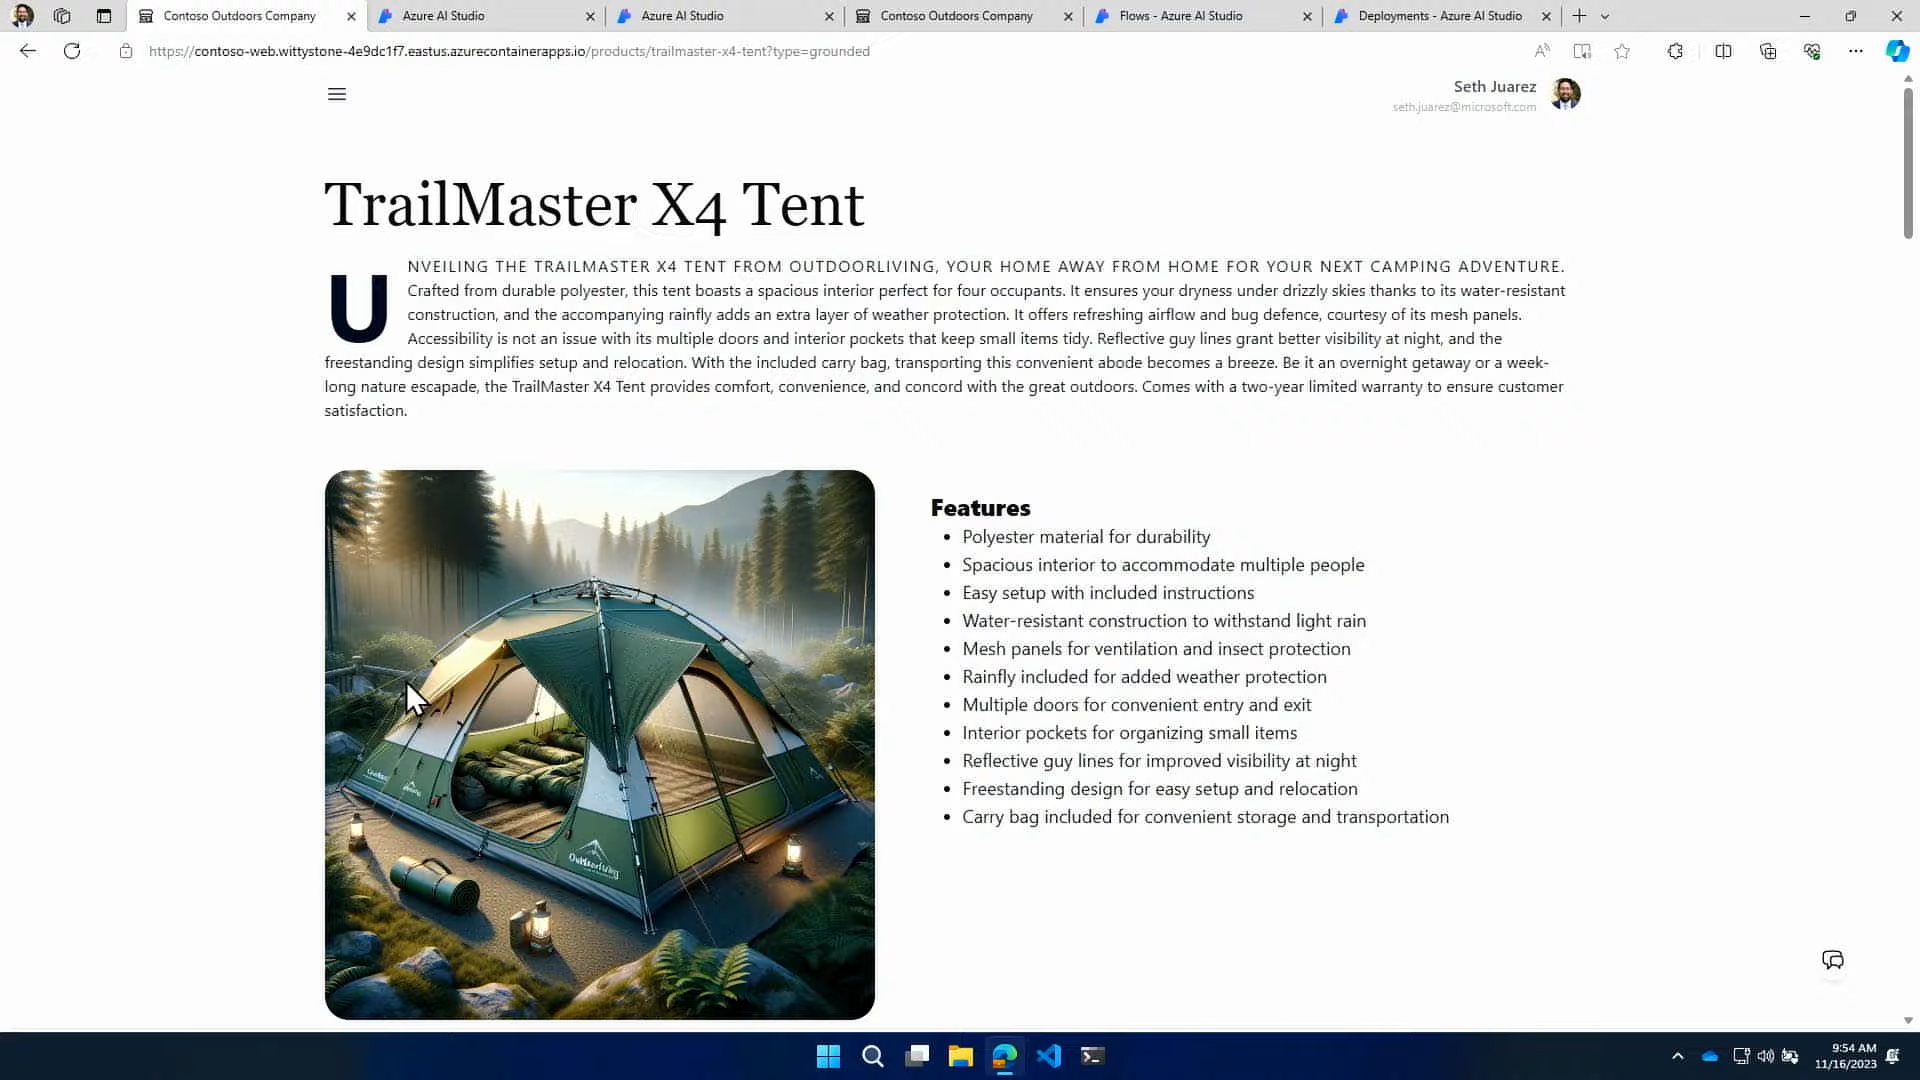 Contoso Outdoors Company
Azure AI Studio
Azure AI Studio
Contoso Outdoors Company
Flows - Azure AI Studio
Deployments - Azure AI Studio
https://contoso-web.wittystone-4e9dc1f7.eastus.azurecontainerapps.io/products/trailmaster-x4-tent?type=grounded
Seth Juarez
seth.juarez@microsoft.com
TrailMaster X4 Tent
UNVEILING THE TRAILMASTER X4 TENT FROM OUTDOORLIVING, YOUR HOME AWAY FROM HOME FOR YOUR NEXT CAMPING ADVENTURE.
Crafted from durable polyester, this tent boasts a spacious interior perfect for four occupants. It ensures your dryness under drizzly skies thanks to its water-resistant
construction, and the accompanying rainfly adds an extra layer of weather protection. It offers refreshing airflow and bug defence, courtesy of its mesh panels.
Accessibility is not an issue with its multiple doors and interior pockets that keep small items tidy. Reflective guy lines grant better visibility at night, and the
freestanding design simplifies setup and relocation. With the included carry bag, transporting this convenient abode becomes a breeze. Be it an overnight getaway or a week-
long nature escapade, the TrailMaster X4 Tent provides comfort, convenience, and concord with the great outdoors. Comes with a two-year limited warranty to ensure customer
satisfaction.
Features
• Polyester material for durability
• Spacious interior to accommodate multiple people
• Easy setup with included instructions
• Water-resistant construction to withstand light rain
• Mesh panels for ventilation and insect protection
• Rainfly included for added weather protection
• Multiple doors for convenient entry and exit
• Interior pockets for organizing small items
• Reflective guy lines for improved visibility at night
• Freestanding design for easy setup and relocation
• Carry bag included for convenient storage and transportation
9:54 AM
11/16/2023